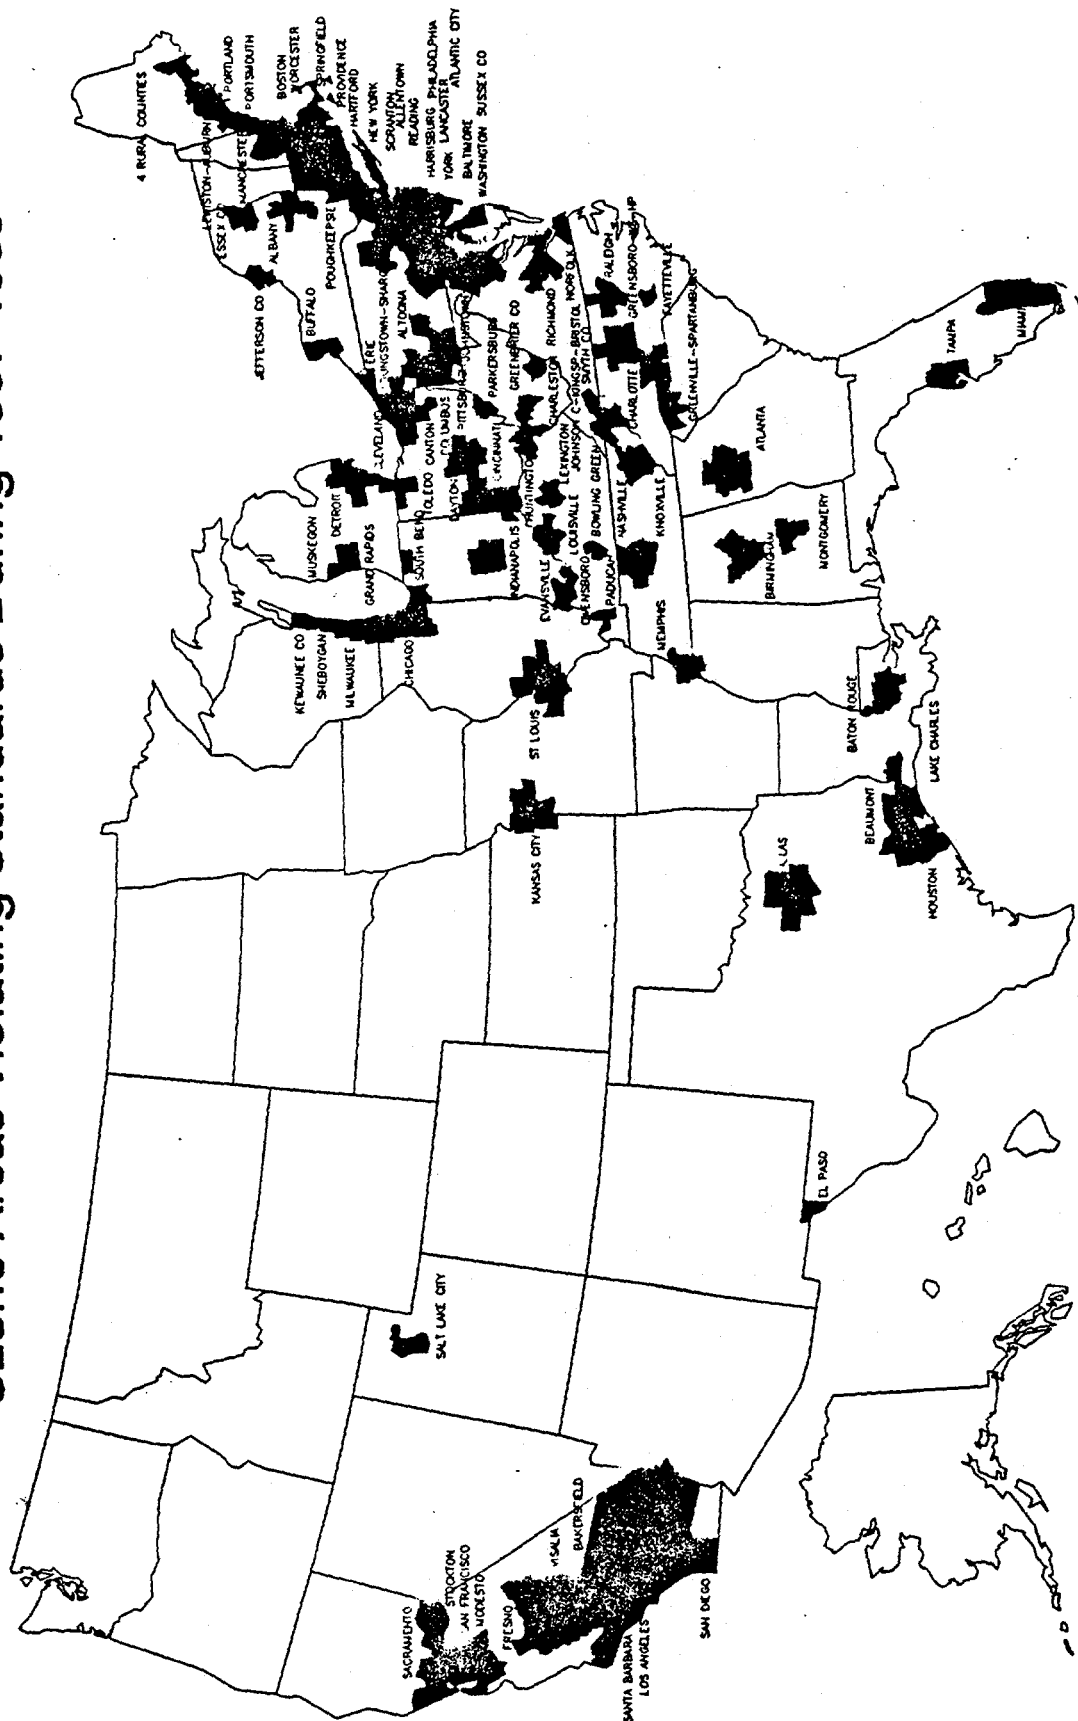 4 RURAL COUNTIES
PORTLAND
PORTSMOUTH
LEWISTON-AUBURN
MANCHESTER
ESSEX CO
BOSTON
WORCESTER
SPRINGFIELD
PROVIDENCE
HARTFORD
ALBANY
POUGHKEEPSIE
NEW YORK
SCRANTON
ALLENTOWN
READING
HARRISBURG PHILADELPHIA
YORK LANCASTER
ATLANTIC CITY
BALTIMORE
WASHINGTON SUSSEX CO
JEFFERSON CO
BUFFALO
ERIE
ALTOONA
PARKERSBURG
GREENBRIER CO
CHARLESTON
RICHMOND
NORFOLK
SMYTH CO
RALEIGH
FAYETTEVILLE
CHARLOTTE
GREENVILLE-SPARTANBURG
CLEVELAND
CANTON
COLUMBUS
TOLEDO
DAYTON
CINCINNATI
HUNTINGTON
LEXINGTON
LOUISVILLE
BOWLING GREEN
NASHVILLE
KNOXVILLE
MUSKEGON
DETROIT
GRAND RAPIDS
SOUTH BEND
INDIANAPOLIS
EVANSVILLE
OWENSBORO
PADUCAH
MEMPHIS
KEWAUNEE CO
SHEBOYGAN
MILWAUKEE
CHICAGO
ST LOUIS
KANSAS CITY
ATLANTA
BIRMINGHAM
MONTGOMERY
TAMPA
MIAMI
BATON ROUGE
LAKE CHARLES
BEAUMONT
HOUSTON
EL PASO
SALT LAKE CITY
SACRAMENTO
STOCKTON
MODESTO
FRESNO
VISALIA
BAKERSFIELD
SANTA BARBARA
LOS ANGELES
SAN DIEGO